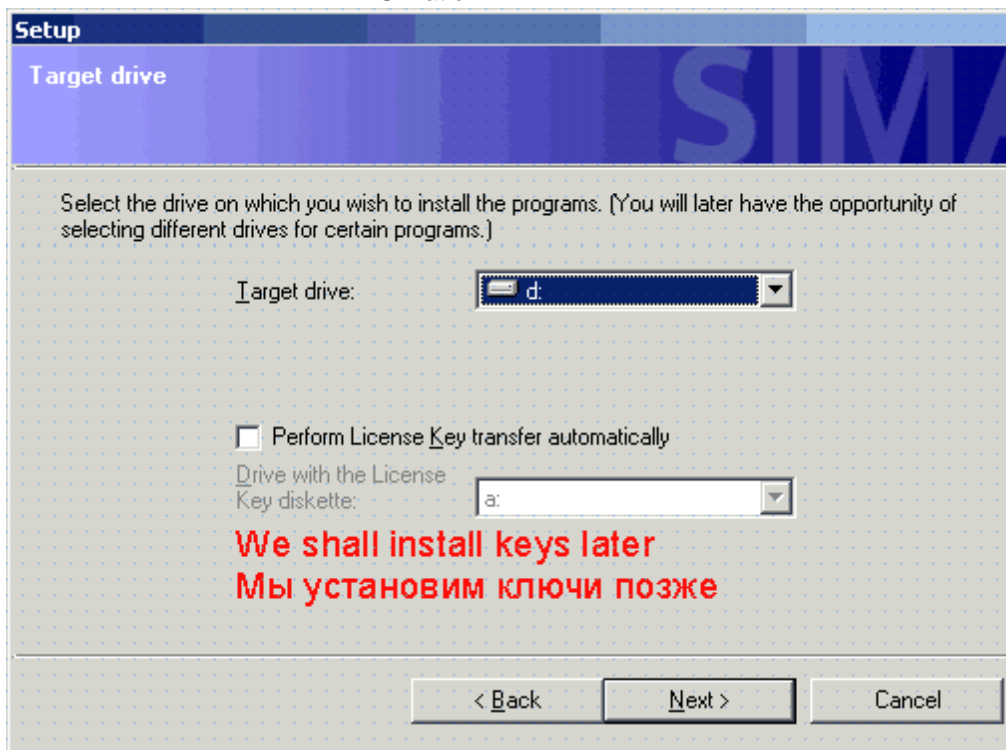 Setup
Target drive
SIMA
Select the drive on which you wish to install the programs. (You will later have the opportunity of
selecting different drives for certain programs.)
Target drive:
d:
Perform License Key transfer automatically
Drive with the License
Key diskette:
a:
We shall install keys later
Мы установим ключи позже
< Back
Next >
Cancel